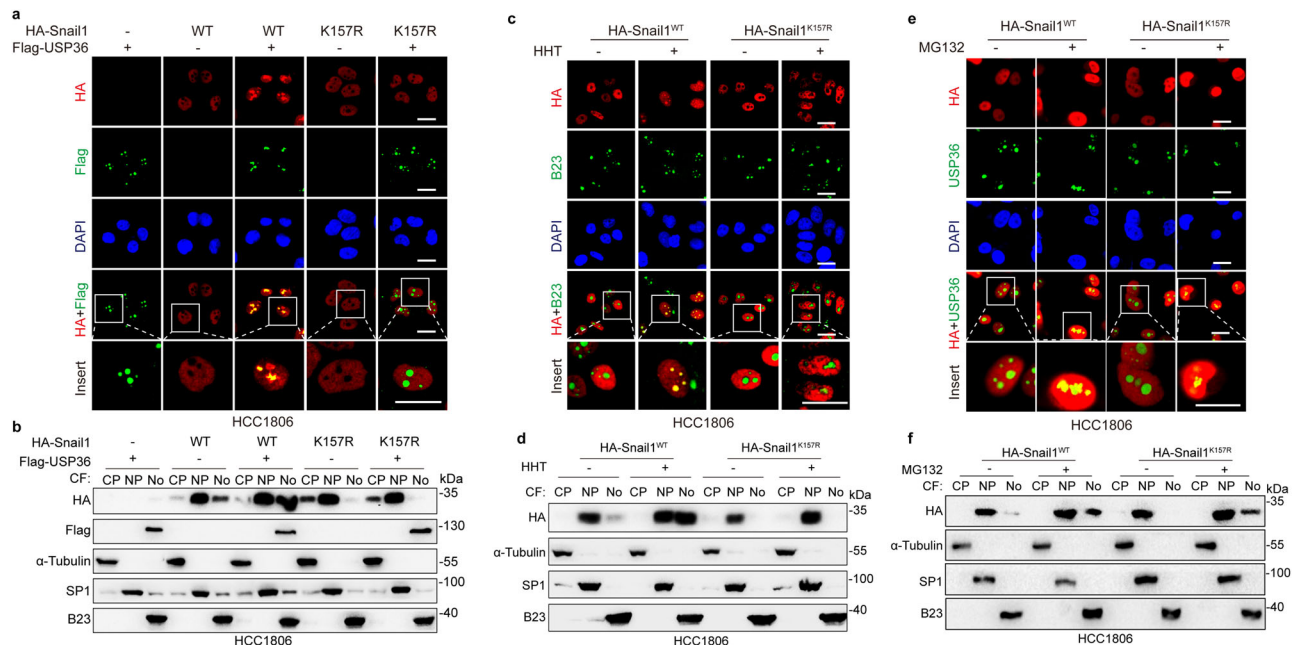 a
HA-Snail1 - WT WT K157R K157R
Flag-USP36 + - + - +
HA
Flag
DAPI
HA+Flag
Insert
HCC1806
b
HA-Snail1 - WT WT K157R K157R
Flag-USP36 + - + - +
CF: CP NP No CP NP No CP NP No CP NP No CP NP No kDa
HA -35
Flag -130
α-Tubulin -55
SP1 -100
B23 -40
HCC1806
c
HA-Snail1WT HA-Snail1K157R
HHT - + - +
HA
B23
DAPI
HA+B23
Insert
HCC1806
d
HA-Snail1WT HA-Snail1K157R
HHT - + - +
CF: CP NP No CP NP No CP NP No CP NP No kDa
HA -35
α-Tubulin -55
SP1 -100
B23 -40
HCC1806
e
HA-Snail1WT HA-Snail1K157R
MG132 - + - +
HA
USP36
DAPI
HA+USP36
Insert
HCC1806
f
HA-Snail1WT HA-Snail1K157R
MG132 - + - +
CF: CP NP No CP NP No CP NP No CP NP No kDa
HA -35
α-Tubulin -55
SP1 -100
B23 -40
HCC1806